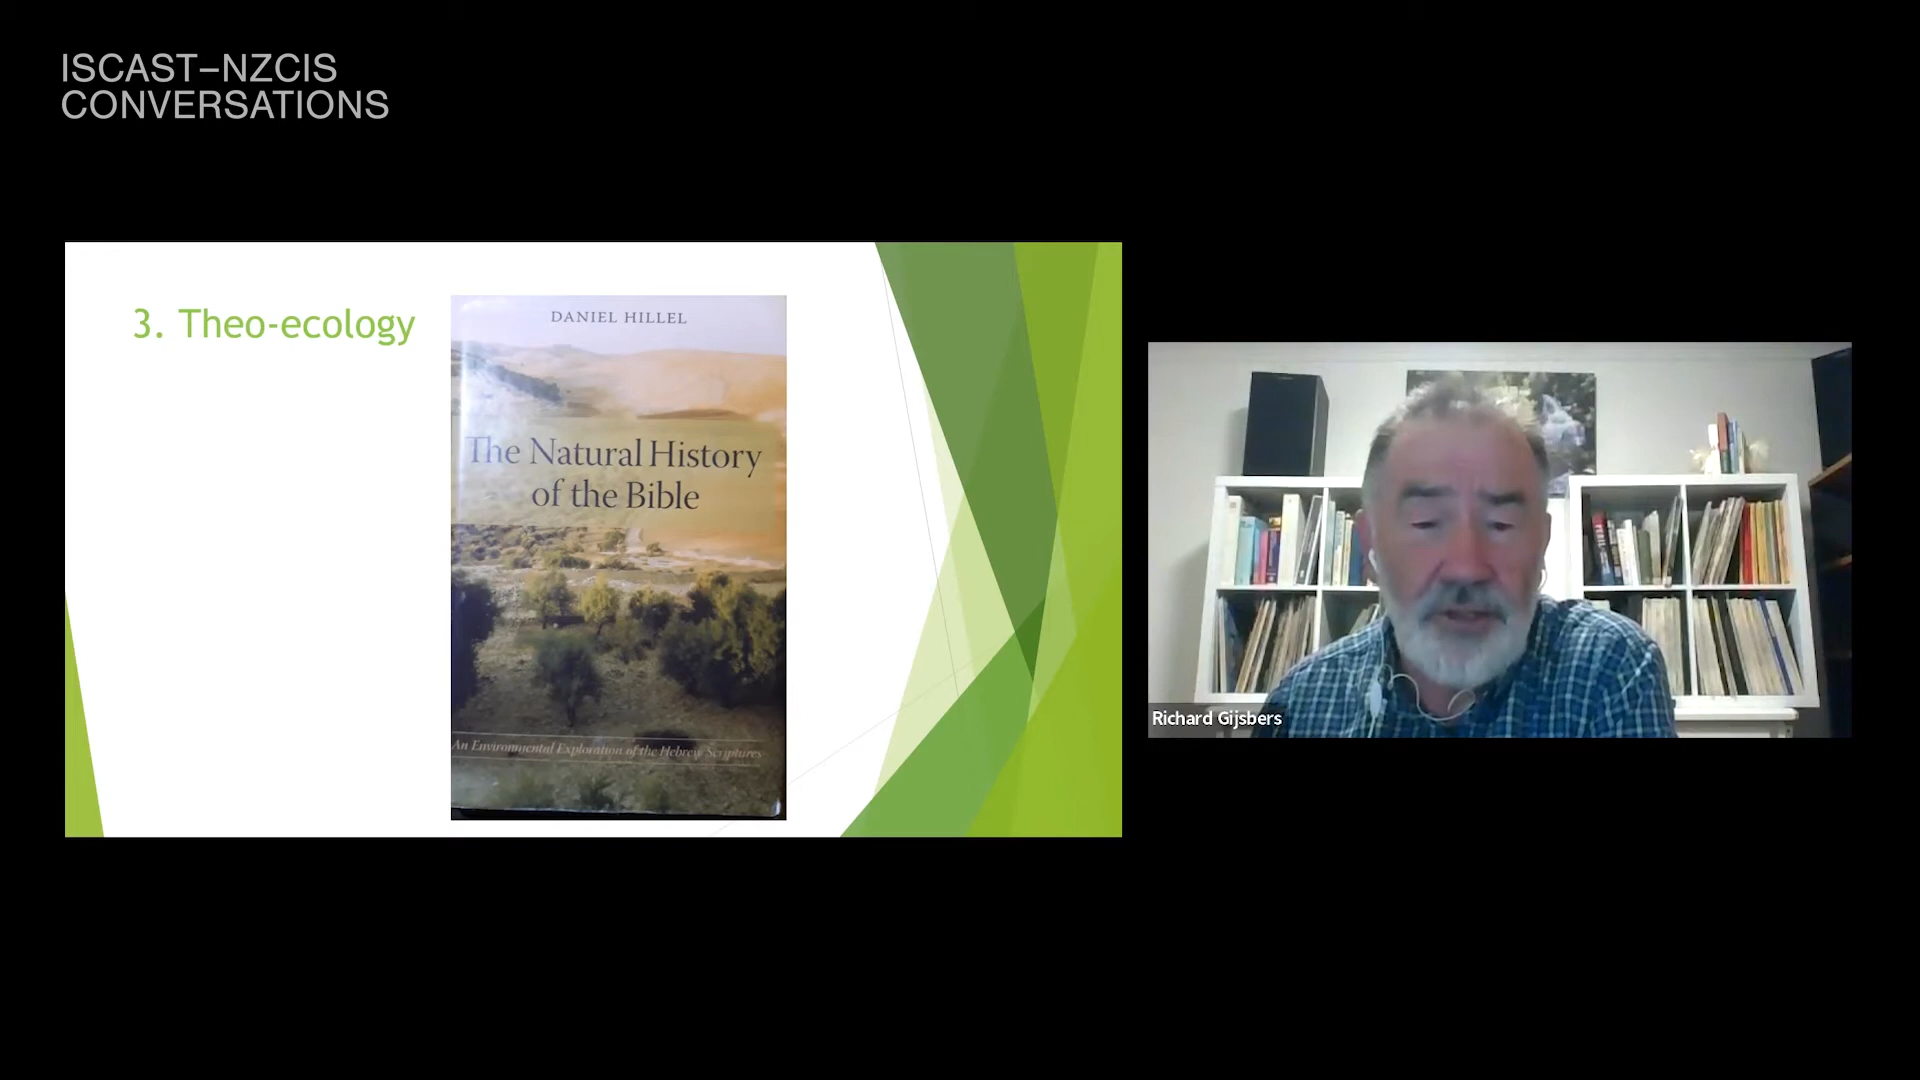 ISCAST–NZCIS
CONVERSATIONS
3. Theo-ecology
DANIEL HILLEL
The Natural History
of the Bible
An Environmental Exploration of the Hebrew Scriptures
Richard Gijsbers